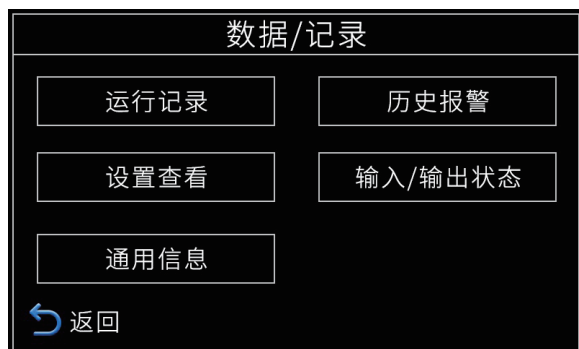 数据/记录
运行记录
历史报警
设置查看
输入/输出状态
通用信息
返回